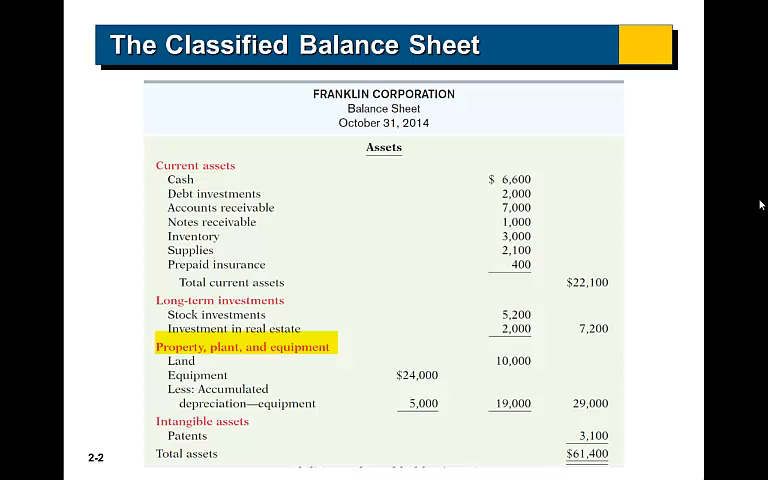 The Classified Balance Sheet
FRANKLIN CORPORATION
Balance Sheet
October 31, 2014
Assets
Current assets
Cash $ 6,600
Debt investments 2,000
Accounts receivable 7,000
Notes receivable 1,000
Inventory 3,000
Supplies 2,100
Prepaid insurance 400
Total current assets $22,100
Long-term investments
Stock investments 5,200
Investment in real estate 2,000 7,200
Property, plant, and equipment
Land 10,000
Equipment $24,000
Less: Accumulated
depreciation—equipment 5,000 19,000 29,000
Intangible assets
Patents 3,100
Total assets $61,400
2-2